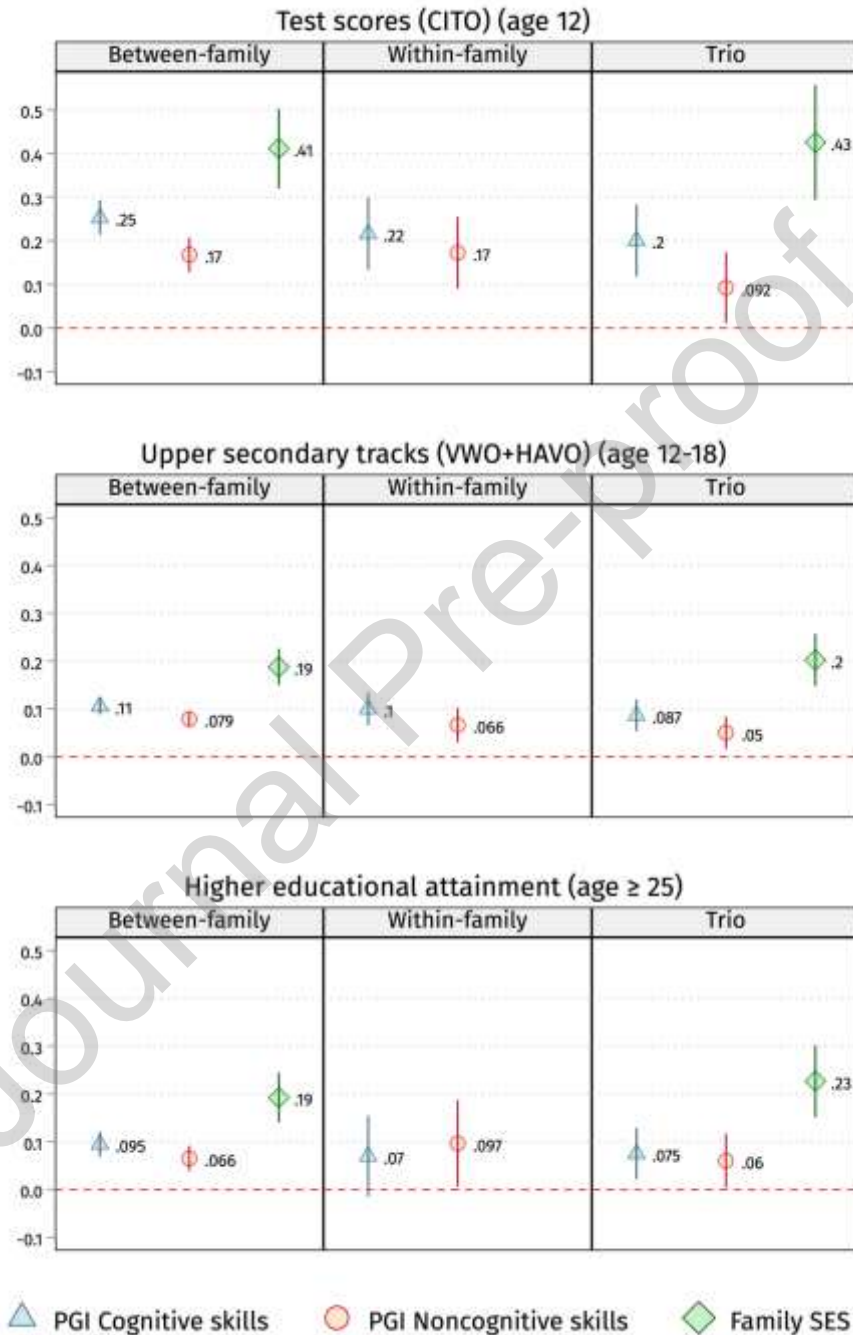 Test scores (CITO) (age 12)
Between-family Within-family Trio
0.5
0.4
0.3
0.2
0.1
0.0
-0.1
.25 .17 .41 .22 .17 .2 .092 .43
Upper secondary tracks (VWO+HAVO) (age 12-18)
Between-family Within-family Trio
0.5
0.4
0.3
0.2
0.1
0.0
-0.1
.11 .079 .19 .1 .066 .087 .05 .2
Higher educational attainment (age ≥ 25)
Between-family Within-family Trio
0.5
0.4
0.3
0.2
0.1
0.0
-0.1
.095 .066 .19 .07 .097 .075 .06 .23
PGI Cognitive skills PGI Noncognitive skills Family SES
Journal Pre-proof